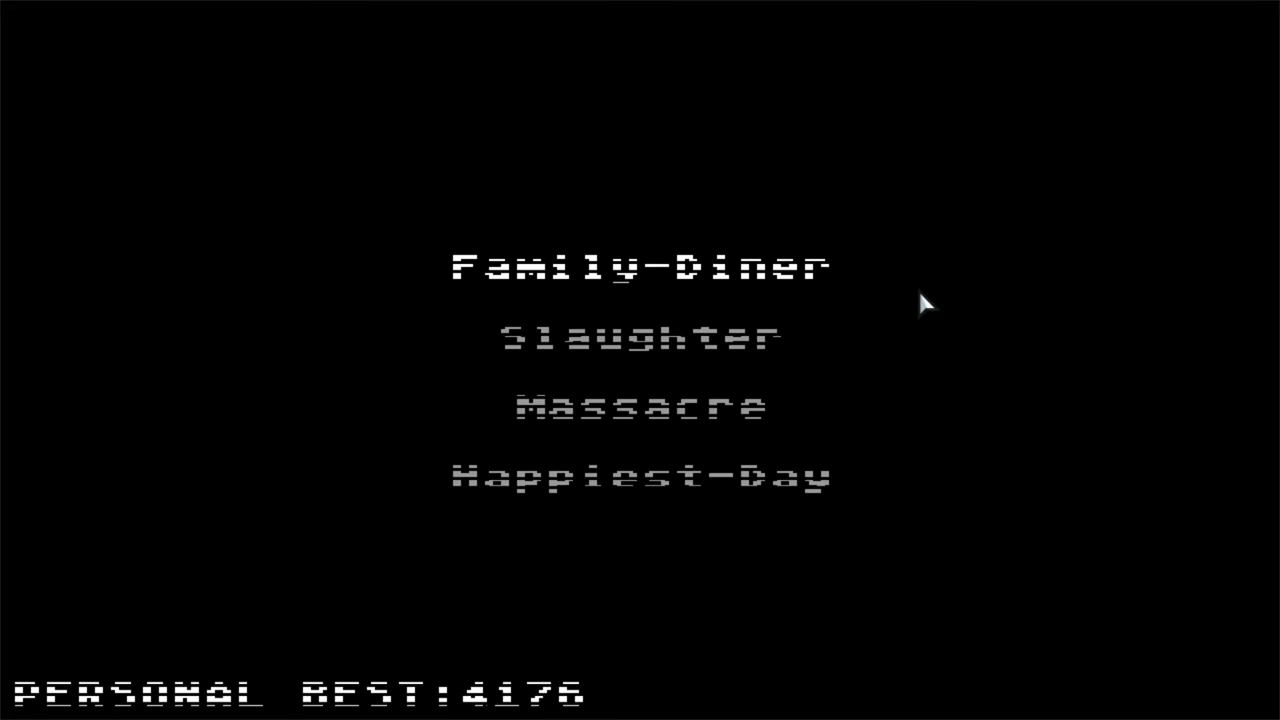 Family-Diner
Slaughter
Massacre
Happiest-Day
PERSONAL BEST:4176